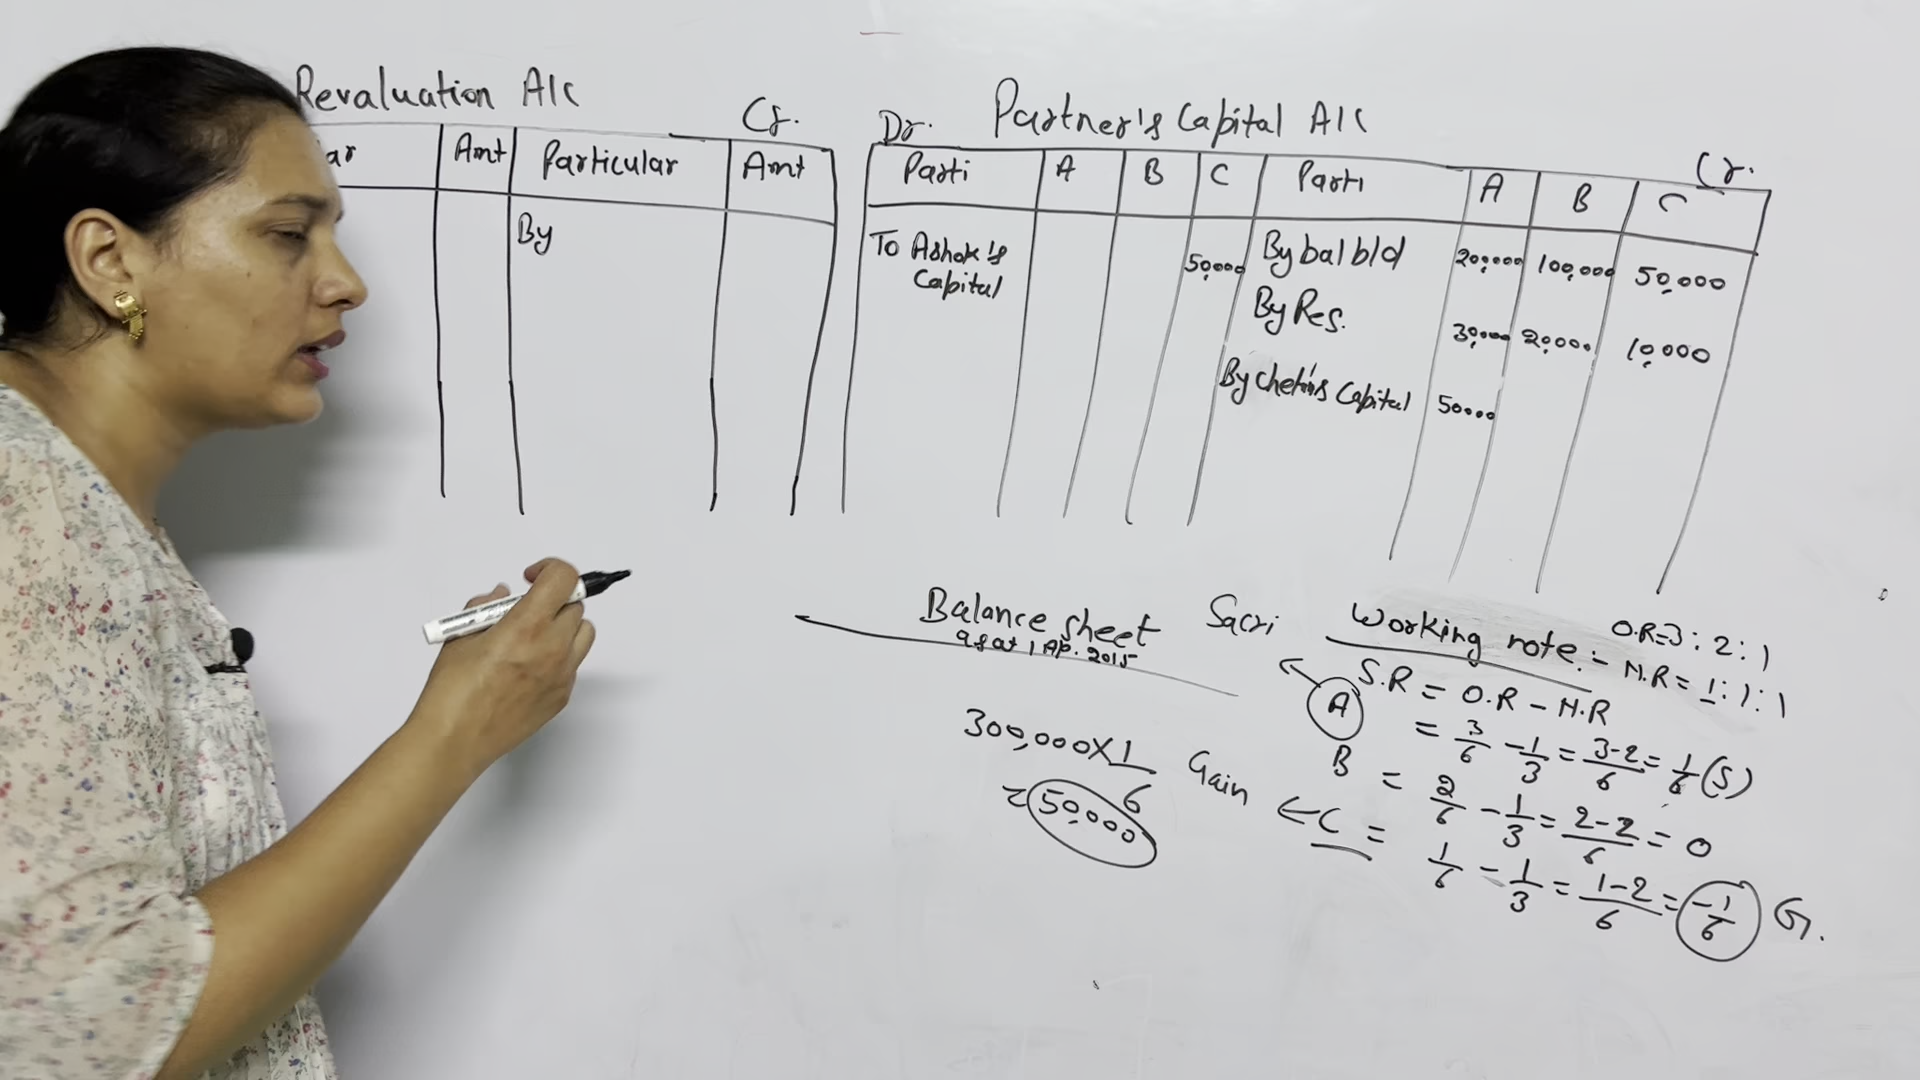 Revaluation A/C
Cr.
ar Amt Particular Amt
By
Partner's Capital A/C
Dr. Cr.
Parti A B C Parti A B C
To Ashok's Capital 50,000 By bal b/d 200,000 100,000 50,000
By Res. 30,000 20,000 10,000
By Chetin's Capital 50000
Balance sheet
as at 1 Ap. 2015
300,000 X 1/6
= 50,000
Sacri
Gain
Working note:-
O.R = 3 : 2 : 1
N.R = 1 : 1 : 1
S.R = O.R - N.R
A = 3/6 - 1/3 = 3-2/6 = 1/6 (S)
B = 2/6 - 1/3 = 2-2/6 = 0
C = 1/6 - 1/3 = 1-2/6 = -1/6 G.